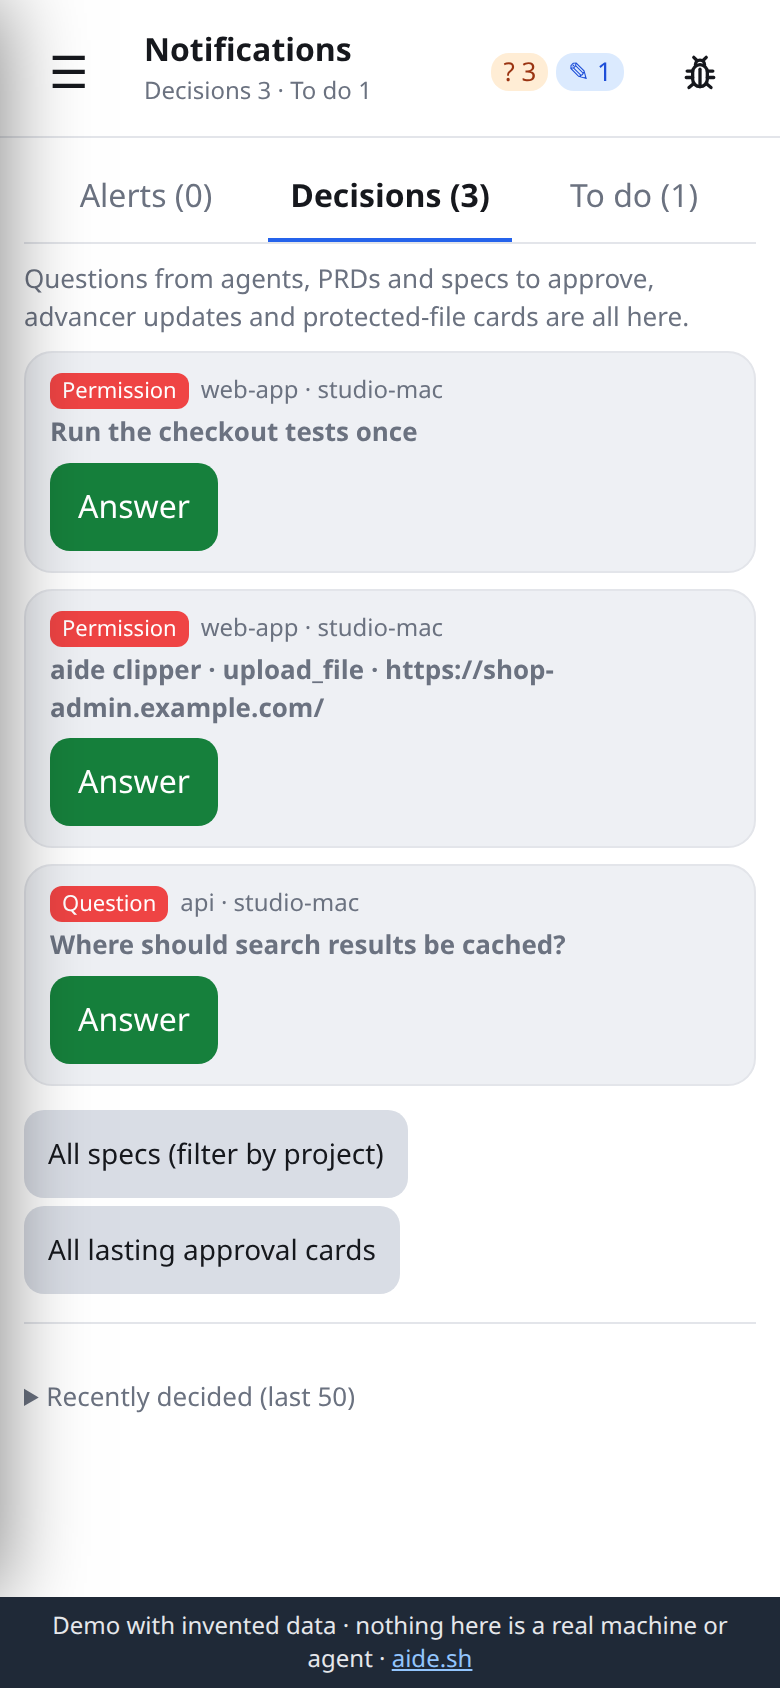 ☰
Notifications
Decisions 3 · To do 1
? 3
✎ 1
Alerts (0)
Decisions (3)
To do (1)
Questions from agents, PRDs and specs to approve,
advancer updates and protected-file cards are all here.
Permission web-app · studio-mac
Run the checkout tests once
Answer
Permission web-app · studio-mac
aide clipper · upload_file · https://shop-
admin.example.com/
Answer
Question api · studio-mac
Where should search results be cached?
Answer
All specs (filter by project)
All lasting approval cards
▶ Recently decided (last 50)
Demo with invented data · nothing here is a real machine or
agent · aide.sh